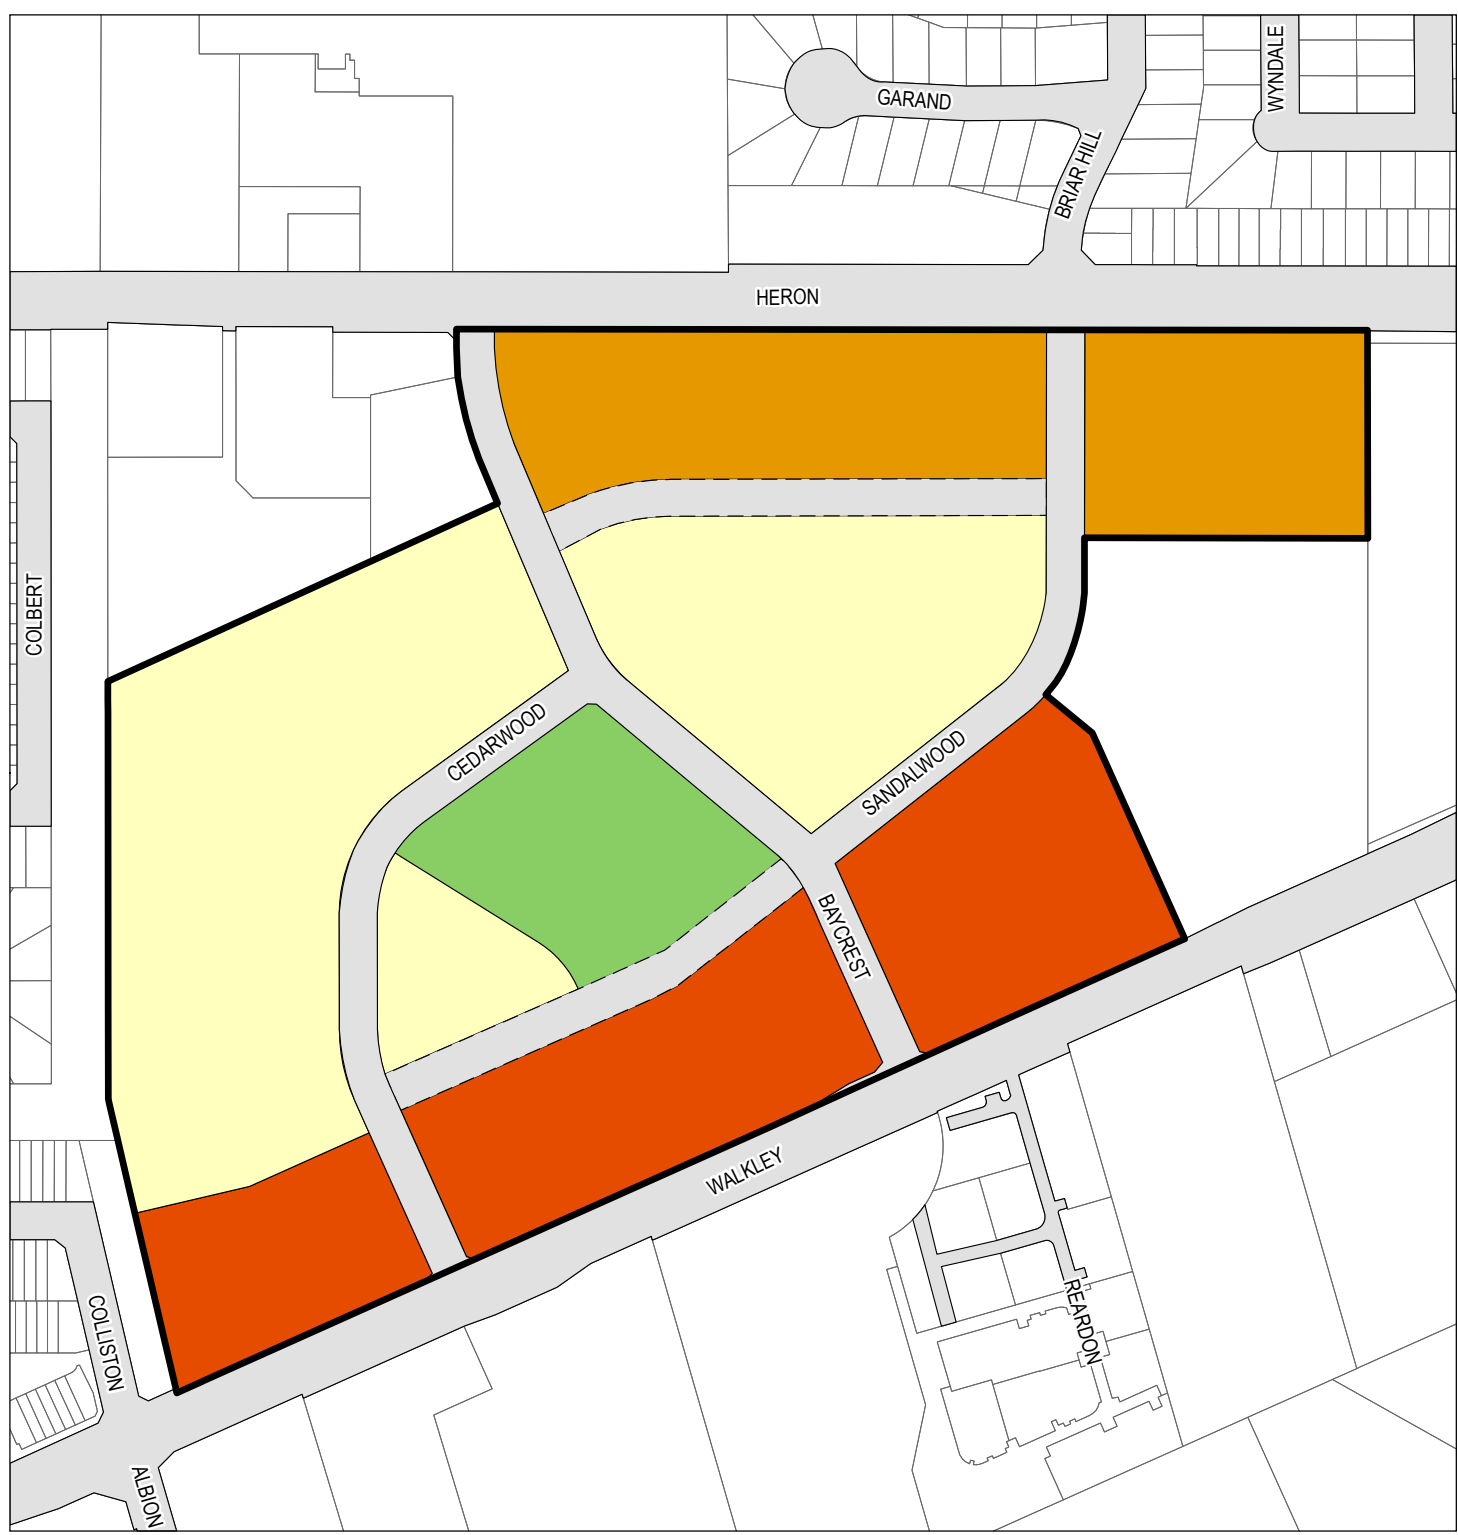 WYNDALE
GARAND
BRIAR HILL
HERON
COLBERT
CEDARWOOD
SANDALWOOD
BAYCREST
WALKLEY
COLLISTON
REARDON
ALBION